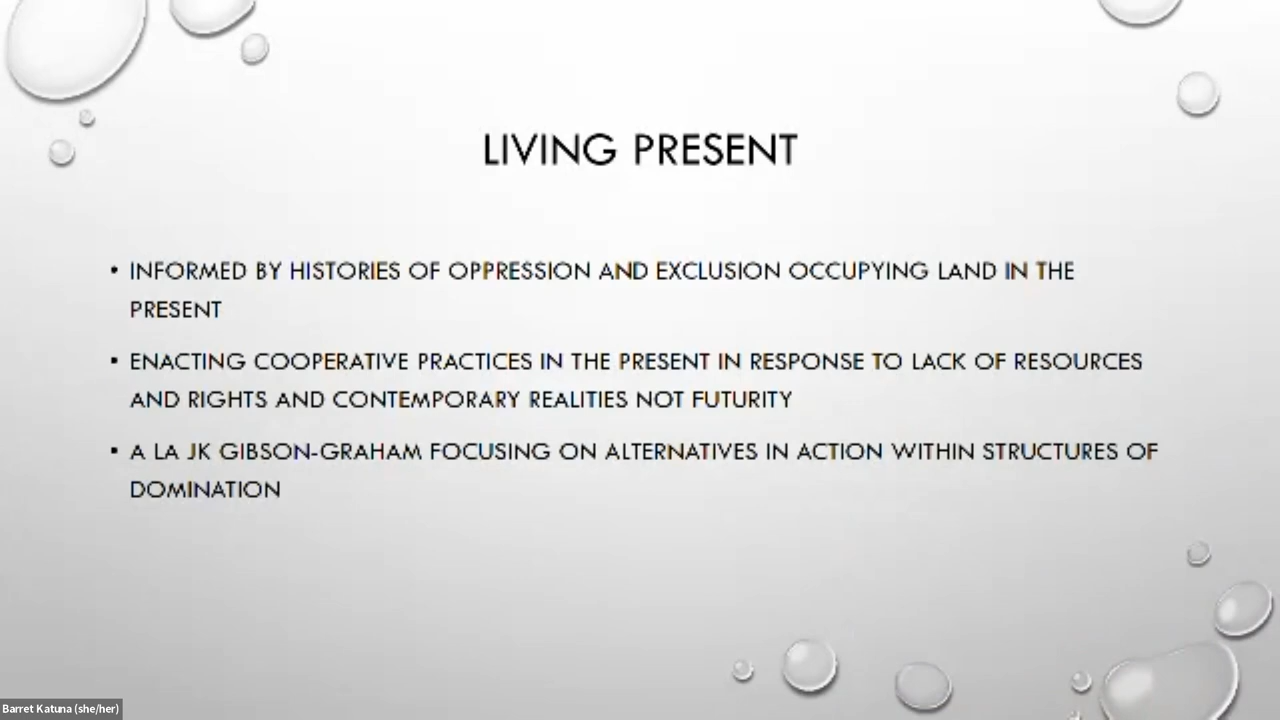 LIVING PRESENT
• INFORMED BY HISTORIES OF OPPRESSION AND EXCLUSION OCCUPYING LAND IN THE
PRESENT
• ENACTING COOPERATIVE PRACTICES IN THE PRESENT IN RESPONSE TO LACK OF RESOURCES
AND RIGHTS AND CONTEMPORARY REALITIES NOT FUTURITY
• A LA JK GIBSON-GRAHAM FOCUSING ON ALTERNATIVES IN ACTION WITHIN STRUCTURES OF
DOMINATION
Barret Katuna (she/her)